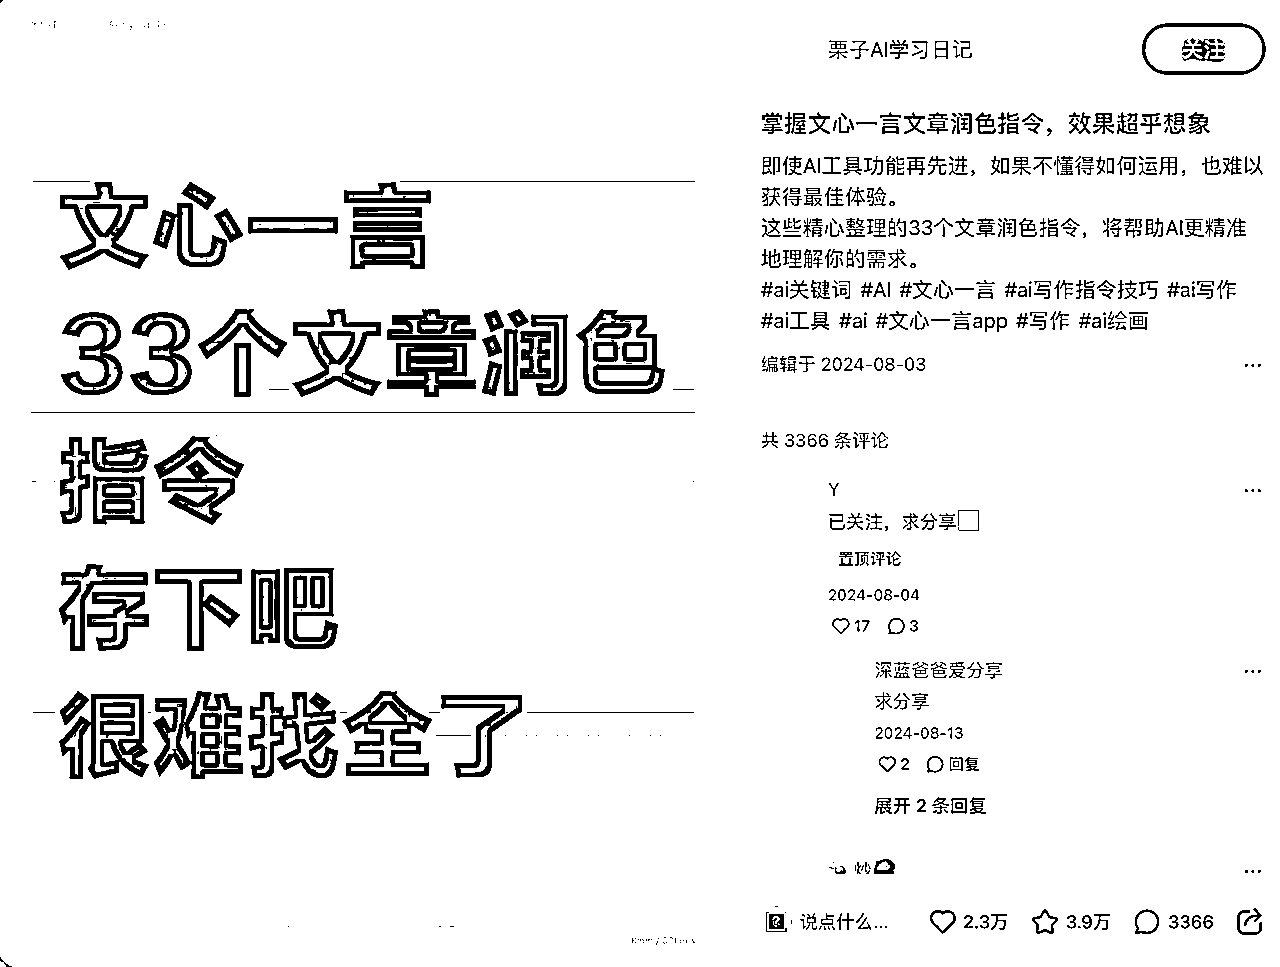 文心一言
33个文章润色
指令
存下吧
很难找全了
栗子AI学习日记
关注
掌握文心一言文章润色指令，效果超乎想象
即使AI工具功能再先进，如果不懂得如何运用，也难以
获得最佳体验。
这些精心整理的33个文章润色指令，将帮助AI更精准
地理解你的需求。
#ai关键词 #AI #文心一言 #ai写作指令技巧 #ai写作
#ai工具 #ai #文心一言app #写作 #ai绘画
编辑于 2024-08-03
共 3366 条评论
Y
已关注，求分享
置顶评论
2024-08-04
17 3
深蓝爸爸爱分享
求分享
2024-08-13
2 回复
展开 2 条回复
说点什么... 2.3万 3.9万 3366